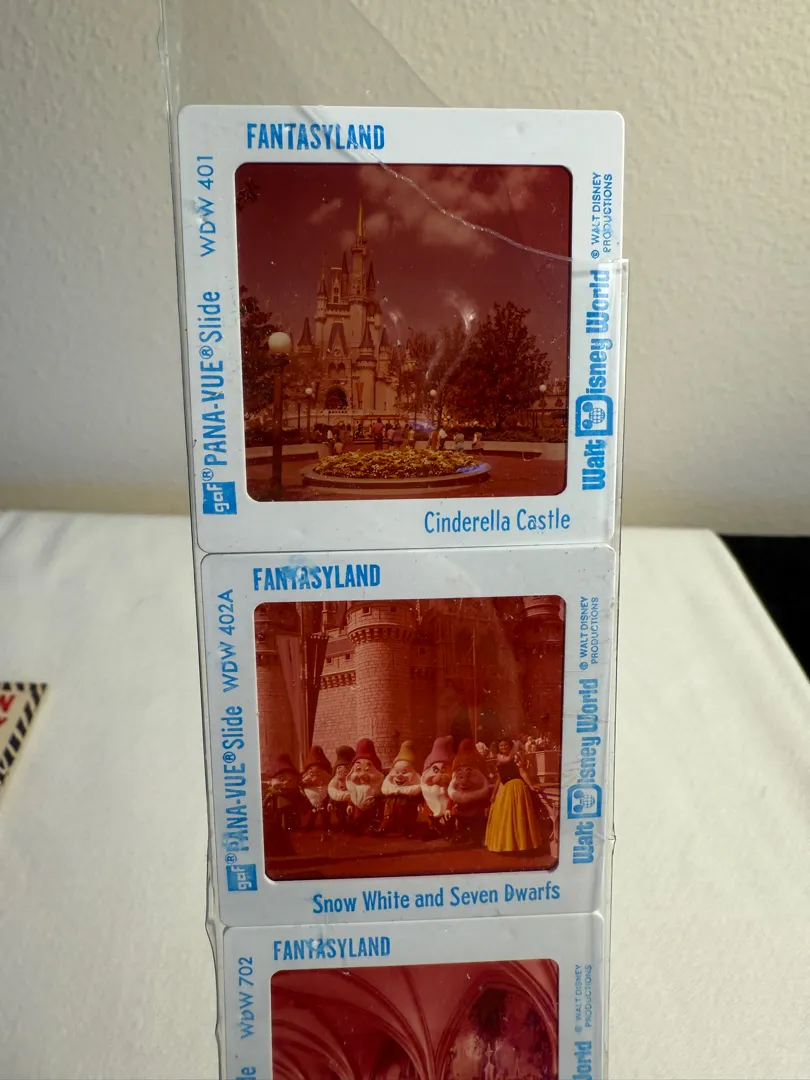 FANTASYLAND
WDW 401
gaf® PANA-VUE® Slide
© WALT DISNEY
PRODUCTIONS
Walt Disney World
Cinderella Castle
FANTASYLAND
WDW 402A
gaf® PANA-VUE® Slide
© WALT DISNEY
PRODUCTIONS
Walt Disney World
Snow White and Seven Dwarfs
FANTASYLAND
WDW 702
de
© WALT DISNEY
PRODUCTIONS
World